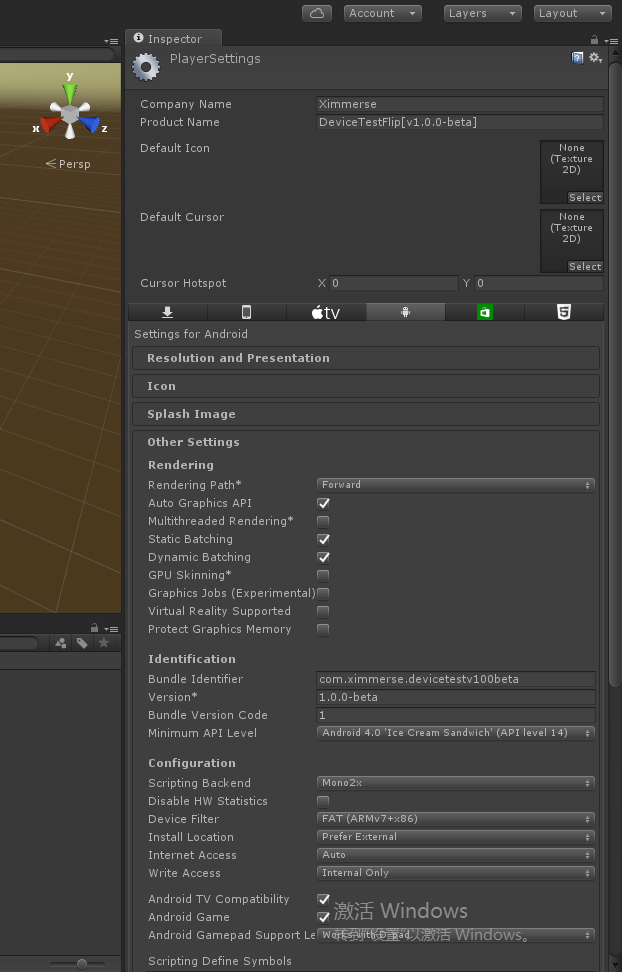 Account
Layers
Layout
Inspector
PlayerSettings
Company Name Ximmerse
Product Name DeviceTestFlip[v1.0.0-beta]
Default Icon
None
(Texture
2D)
Select
Default Cursor
None
(Texture
2D)
Select
Cursor Hotspot X 0 Y 0
y
x
z
Persp
tv
Settings for Android
Resolution and Presentation
Icon
Splash Image
Other Settings
Rendering
Rendering Path* Forward
Auto Graphics API
Multithreaded Rendering*
Static Batching
Dynamic Batching
GPU Skinning*
Graphics Jobs (Experimental)
Virtual Reality Supported
Protect Graphics Memory
Identification
Bundle Identifier com.ximmerse.devicetestv100beta
Version* 1.0.0-beta
Bundle Version Code 1
Minimum API Level Android 4.0 'Ice Cream Sandwich' (API level 14)
Configuration
Scripting Backend Mono2x
Disable HW Statistics
Device Filter FAT (ARMv7+x86)
Install Location Prefer External
Internet Access Auto
Write Access Internal Only
Android TV Compatibility
Android Game
激活 Windows
Android Gamepad Support Le Works with D-pad
转到"设置"以激活 Windows。
Scripting Define Symbols